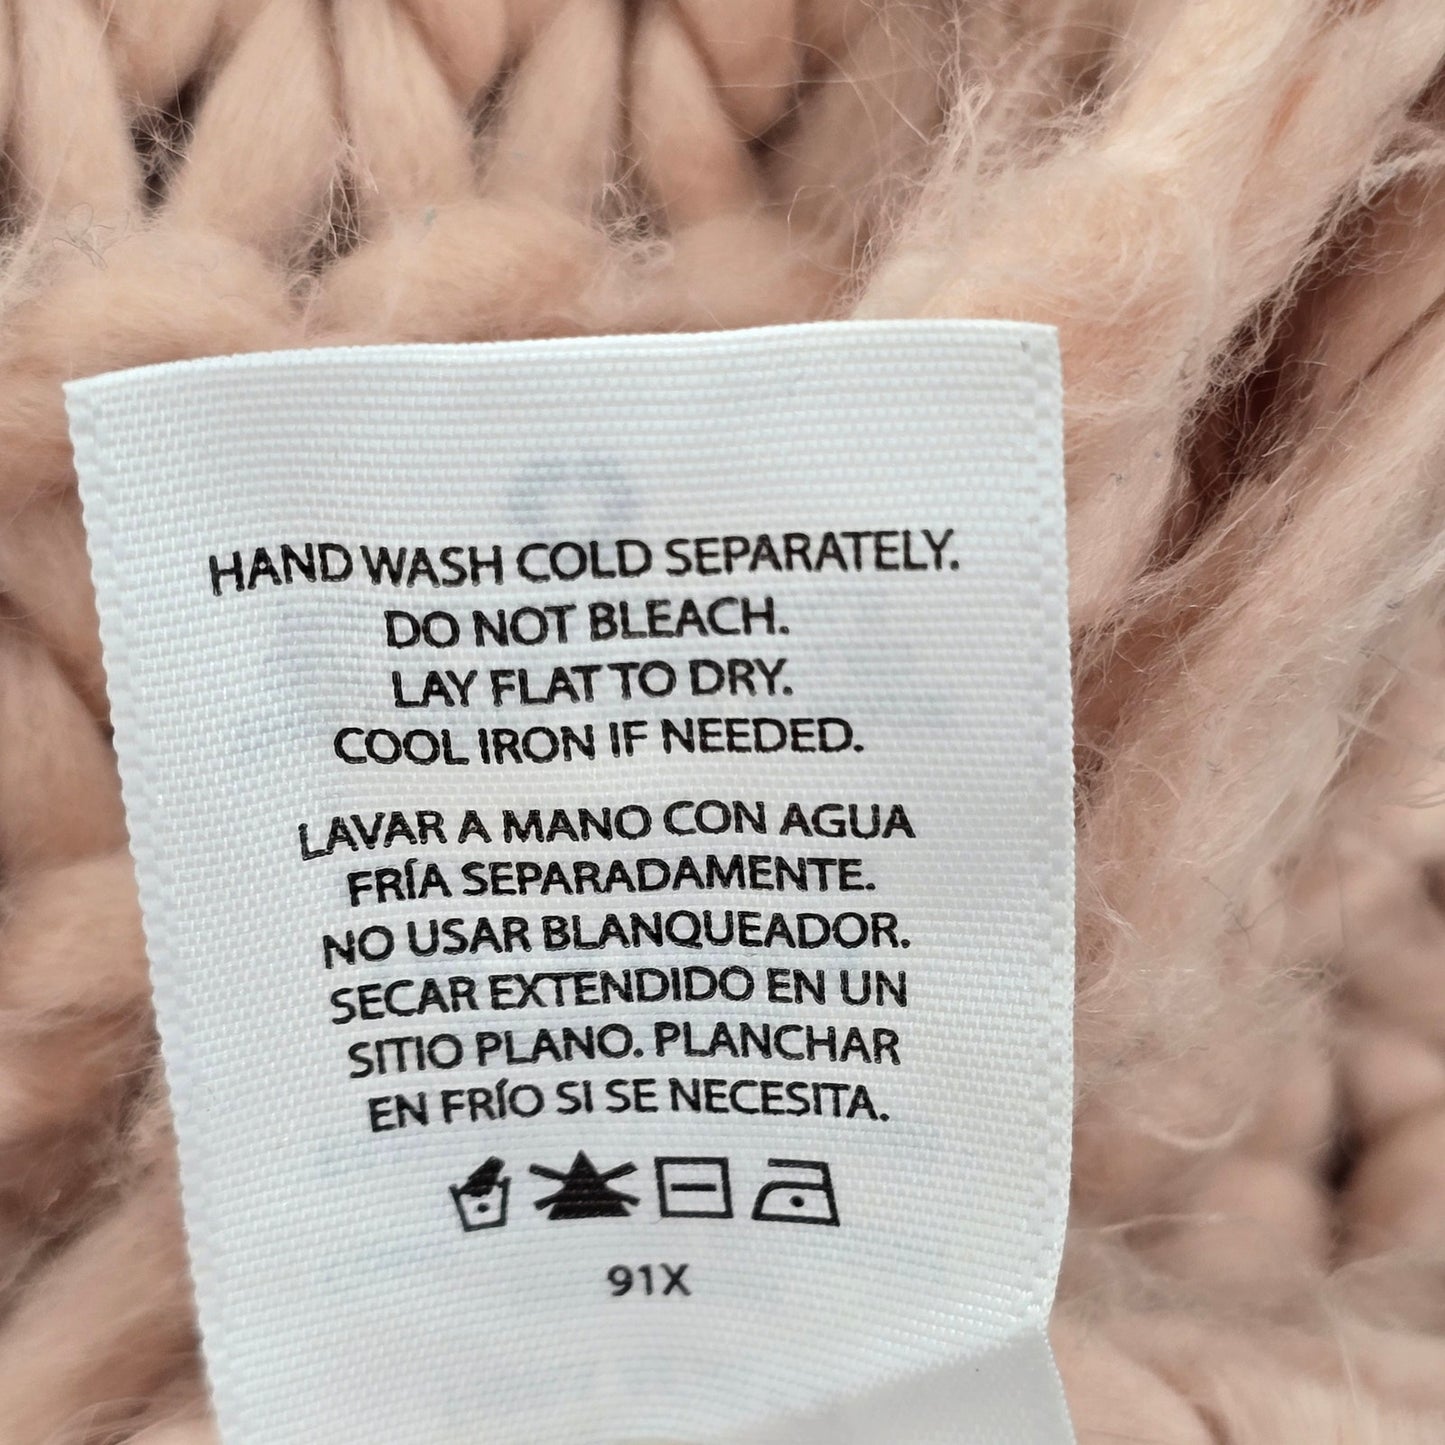 HAND WASH COLD SEPARATELY.
DO NOT BLEACH.
LAY FLAT TO DRY.
COOL IRON IF NEEDED.
LAVAR A MANO CON AGUA
FRÍA SEPARADAMENTE.
NO USAR BLANQUEADOR.
SECAR EXTENDIDO EN UN
SITIO PLANO. PLANCHAR
EN FRÍO SI SE NECESITA.
91X